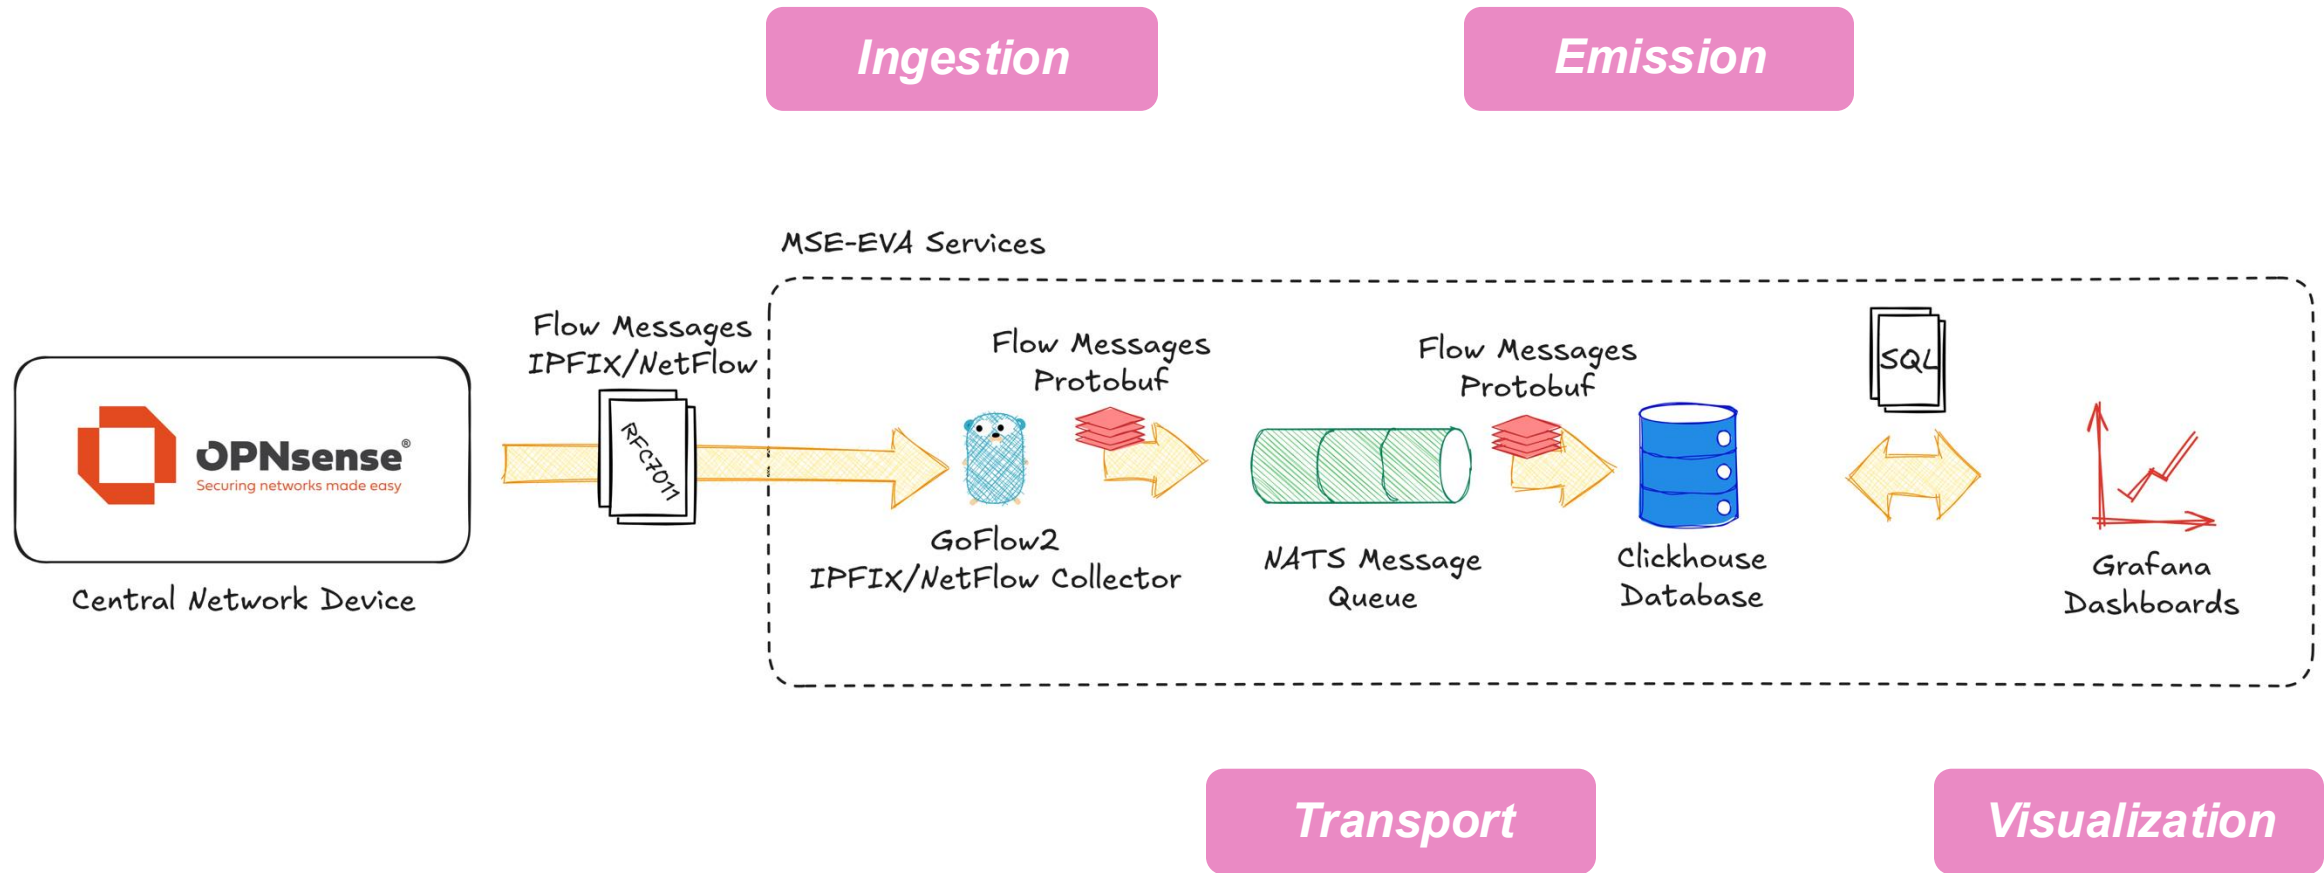 Ingestion
Emission
MSE-EVA Services
Flow Messages
IPFIX/NetFlow
RFC7011
Flow Messages
Protobuf
Flow Messages
Protobuf
SQL
OPNsense®
Securing networks made easy
Central Network Device
GoFlow2
IPFIX/NetFlow Collector
NATS Message
Queue
Clickhouse
Database
Grafana
Dashboards
Transport
Visualization